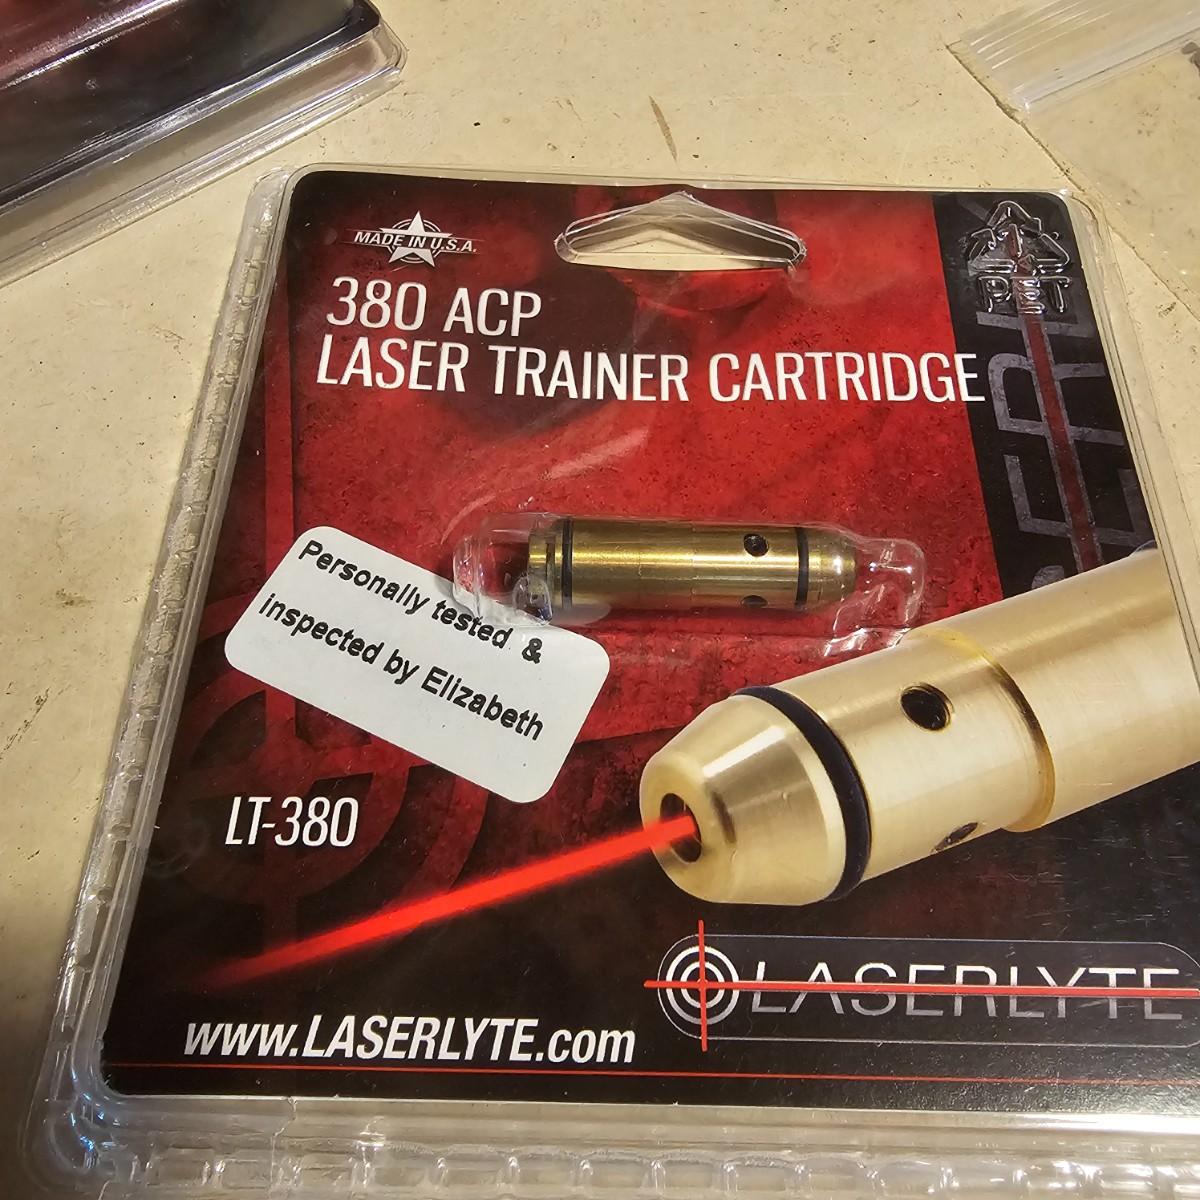 MADE IN U.S.A.
PET
380 ACP
LASER TRAINER CARTRIDGE
Personally tested &
inspected by Elizabeth
LT-380
LASERLYTE
www.LASERLYTE.com